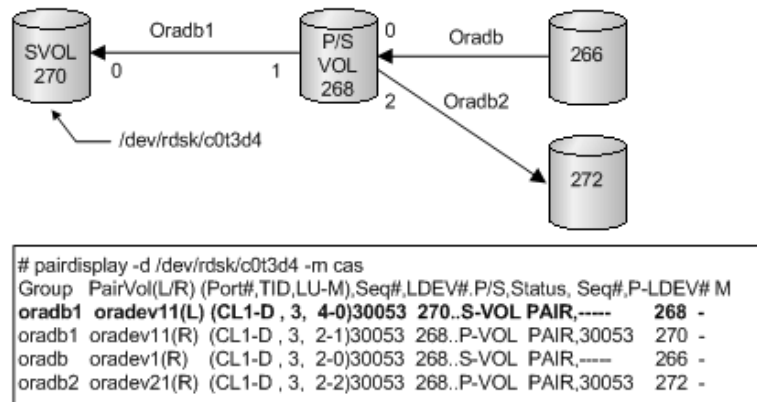 Oradb1
SVOL
270
0
1
P/S
VOL
268
0
2
Oradb
266
Oradb2
272
/dev/rdsk/c0t3d4
# pairdisplay -d /dev/rdsk/c0t3d4 -m cas
Group PairVol(L/R) (Port#,TID,LU-M),Seq#,LDEV#.P/S,Status, Seq#,P-LDEV# M
oradb1 oradev11(L) (CL1-D , 3, 4-0)30053 270..S-VOL PAIR,----- 268 -
oradb1 oradev11(R) (CL1-D , 3, 2-1)30053 268..P-VOL PAIR,30053 270 -
oradb oradev1(R) (CL1-D , 3, 2-0)30053 268..S-VOL PAIR,----- 266 -
oradb2 oradev21(R) (CL1-D , 3, 2-2)30053 268..P-VOL PAIR,30053 272 -